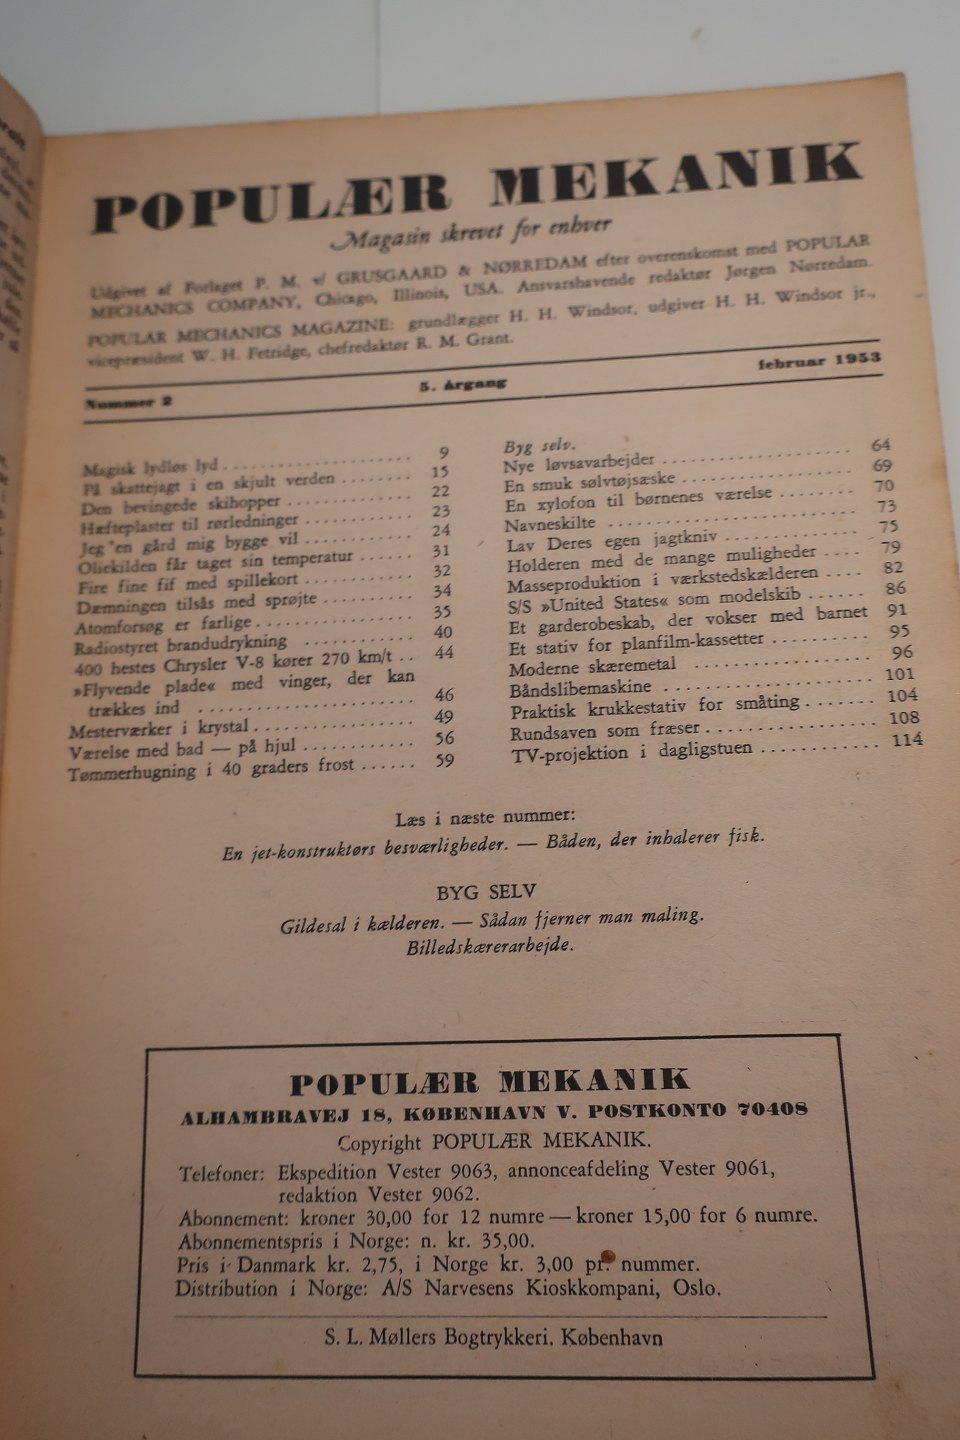 POPULÆR MEKANIK
Magasin skrevet for enhver
Udgivet af Forlaget P. M. v/ GRUSGAARD & NØRREDAM efter overenskomst med POPULAR
MECHANICS COMPANY, Chicago, Illinois, USA. Ansvarshavende redaktør Jørgen Nørredam.
POPULAR MECHANICS MAGAZINE: grundlægger H. H. Windsor, udgiver H. H. Windsor jr.,
vicepræsident W. H. Fetridge, chefredaktør R. M. Grant.
Nummer 2 5. Årgang februar 1953
Magisk lydløs lyd 9
På skattejagt i en skjult verden 15
Den bevingede skihopper 22
Hæfteplaster til rørledninger 23
Jeg en gård mig bygge vil 24
Oliekilden får taget sin temperatur 31
Fire fine fif med spillekort 32
Dæmningen tilsås med sprøjte 34
Atomforsøg er farlige 35
Radiostyret brandudrykning 40
400 hestes Chrysler V-8 kører 270 km/t 44
»Flyvende plade« med vinger, der kan
trækkes ind 46
Mesterværker i krystal 49
Værelse med bad — på hjul 56
Tømmerhugning i 40 graders frost 59
Byg selv.
Nye løvsavarbejder 64
En smuk sølvtøjsæske 69
En xylofon til børnenes værelse 70
Navneskilte 73
Lav Deres egen jagtkniv 75
Holderen med de mange muligheder 79
Masseproduktion i værkstedskælderen 82
S/S »United States« som modelskib 86
Et garderobeskab, der vokser med barnet 91
Et stativ for planfilm-kassetter 95
Moderne skæremetal 96
Båndslibemaskine 101
Praktisk krukkestativ for småting 104
Rundsaven som fræser 108
TV-projektion i dagligstuen 114
Læs i næste nummer:
En jet-konstruktørs besværligheder. — Båden, der inhalerer fisk.
BYG SELV
Gildesal i kælderen. — Sådan fjerner man maling.
Billedskærerarbejde.
POPULÆR MEKANIK
ALHAMBRAVEJ 18, KØBENHAVN V. POSTKONTO 70408
Copyright POPULÆR MEKANIK.
Telefoner: Ekspedition Vester 9063, annonceafdeling Vester 9061,
redaktion Vester 9062.
Abonnement: kroner 30,00 for 12 numre — kroner 15,00 for 6 numre.
Abonnementspris i Norge: n. kr. 35,00.
Pris i Danmark kr. 2,75, i Norge kr. 3,00 pr. nummer.
Distribution i Norge: A/S Narvesens Kioskkompani, Oslo.
S. L. Møllers Bogtrykkeri. København